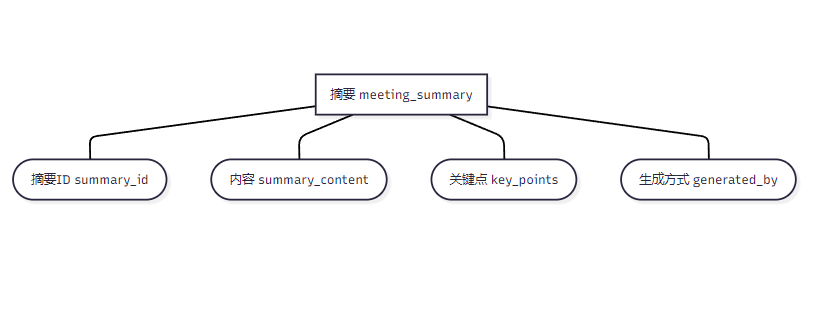 摘要 meeting_summary
摘要ID summary_id
内容 summary_content
关键点 key_points
生成方式 generated_by